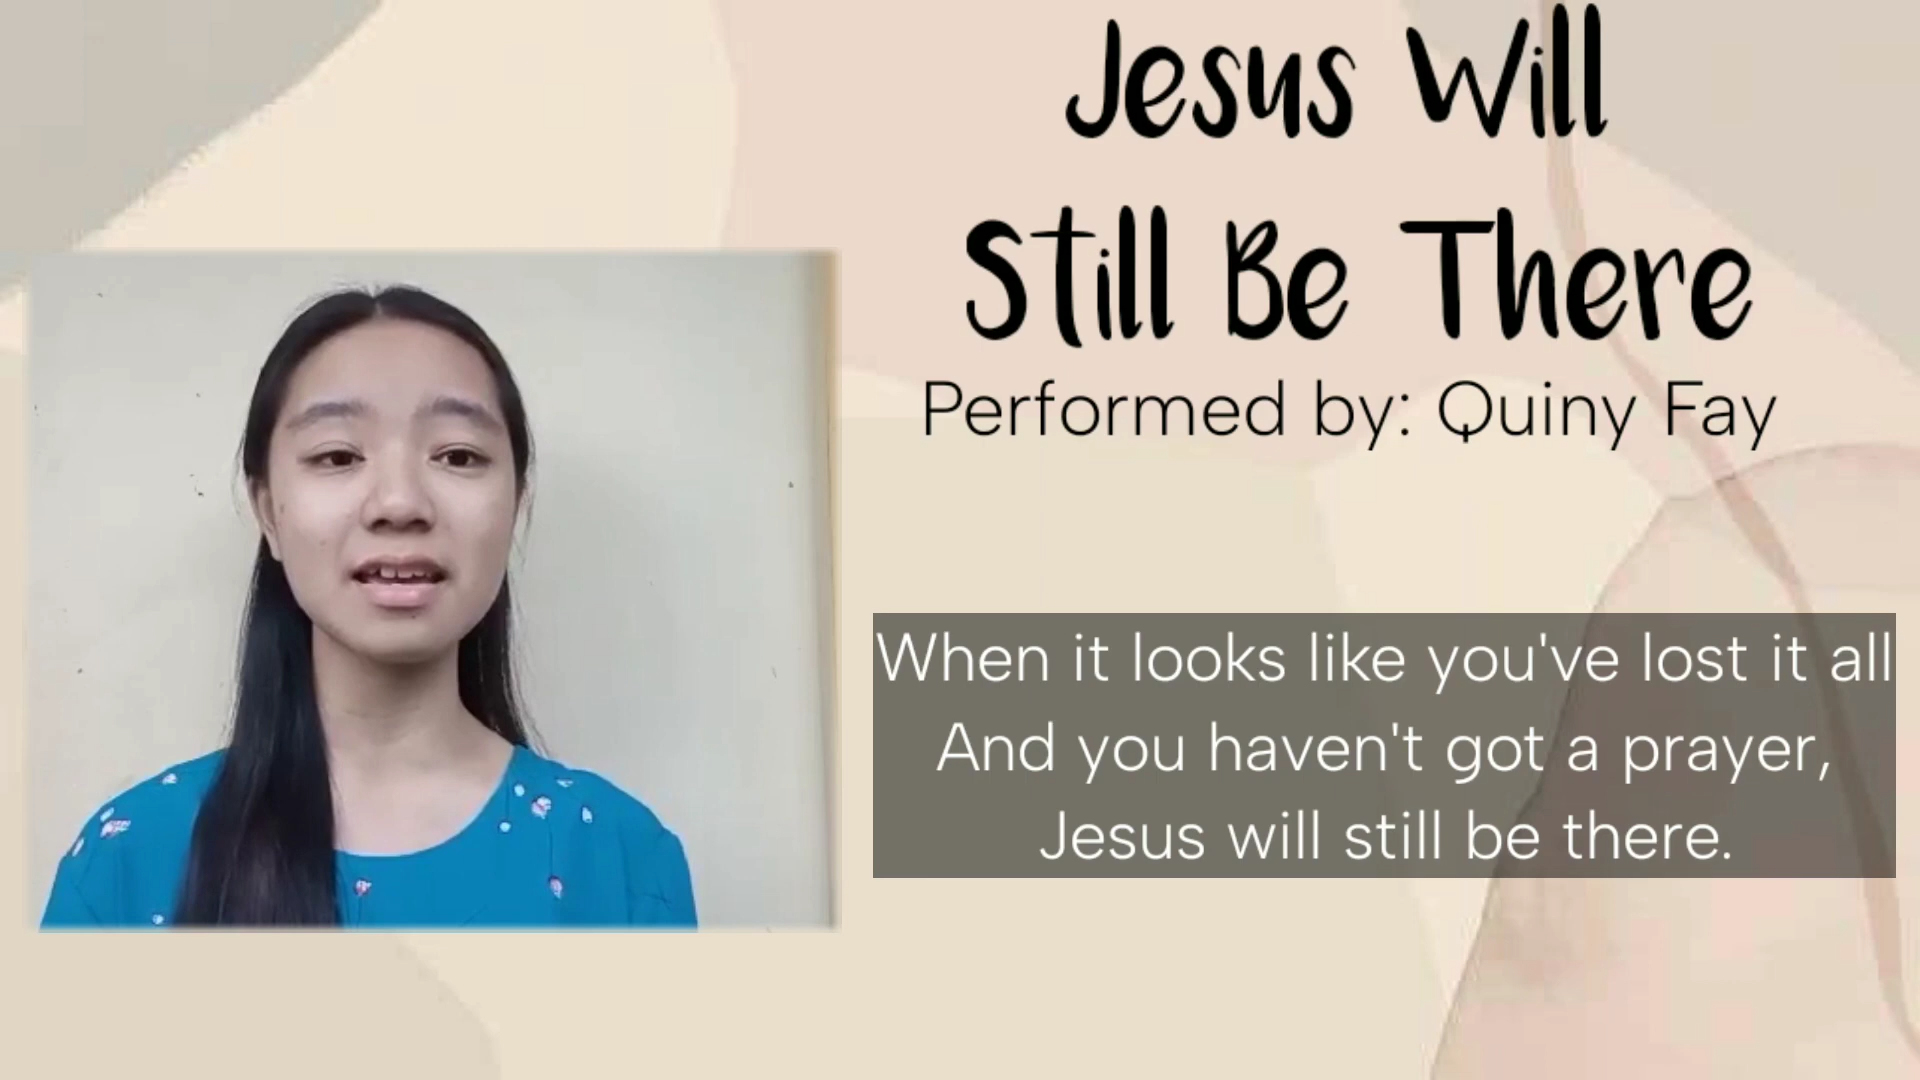 Jesus Will
Still Be There
Performed by: Quiny Fay
When it looks like you've lost it all
And you haven't got a prayer,
Jesus will still be there.